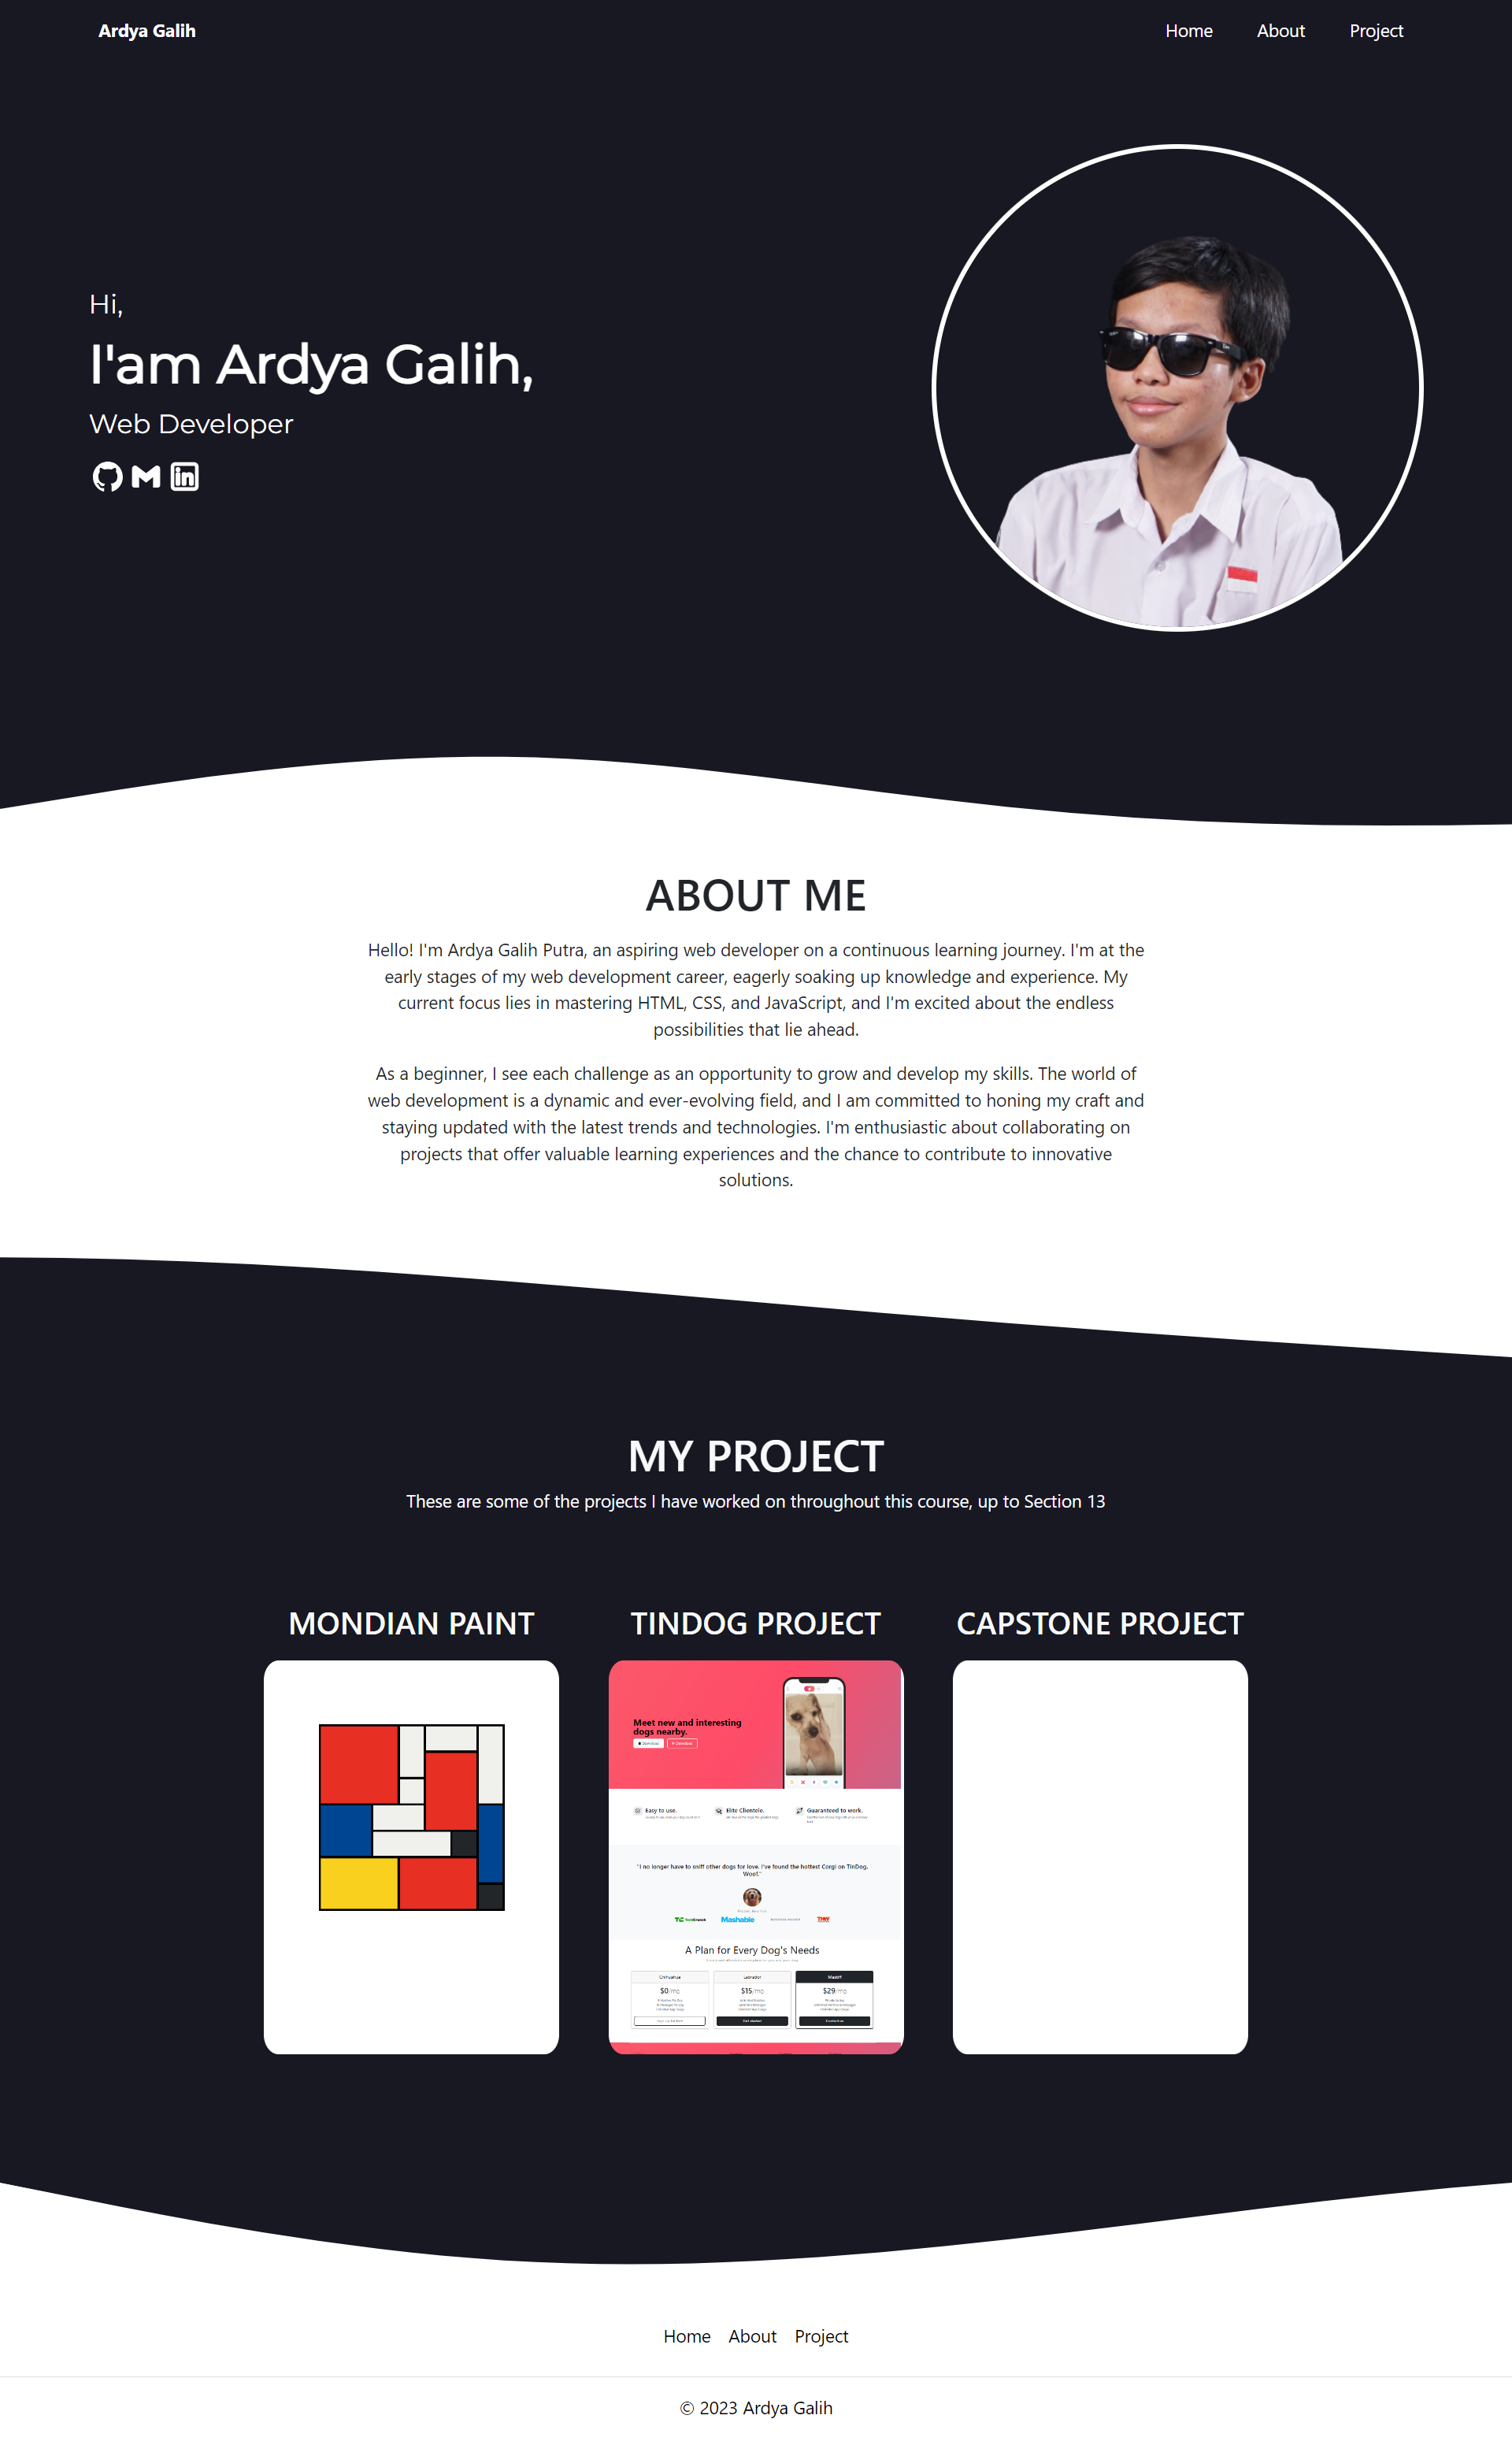 Ardya Galih
Home About Project
Hi,
I'am Ardya Galih,
Web Developer
ABOUT ME
Hello! I'm Ardya Galih Putra, an aspiring web developer on a continuous learning journey. I'm at the
early stages of my web development career, eagerly soaking up knowledge and experience. My
current focus lies in mastering HTML, CSS, and JavaScript, and I'm excited about the endless
possibilities that lie ahead.
As a beginner, I see each challenge as an opportunity to grow and develop my skills. The world of
web development is a dynamic and ever-evolving field, and I am committed to honing my craft and
staying updated with the latest trends and technologies. I'm enthusiastic about collaborating on
projects that offer valuable learning experiences and the chance to contribute to innovative
solutions.
MY PROJECT
These are some of the projects I have worked on throughout this course, up to Section 13
MONDIAN PAINT
TINDOG PROJECT
CAPSTONE PROJECT
Meet new and interesting
dogs nearby.
Download Download
Easy to use. Elite Clientele. Guaranteed to work.
"I no longer have to sniff other dogs for love. I've found the hottest Corgi on TinDog.
Woof."
TechCrunch Mashable TNW
A Plan for Every Dog's Needs
Chihuahua Labrador Mastiff
$0/mo $15/mo $29/mo
Home About Project
© 2023 Ardya Galih